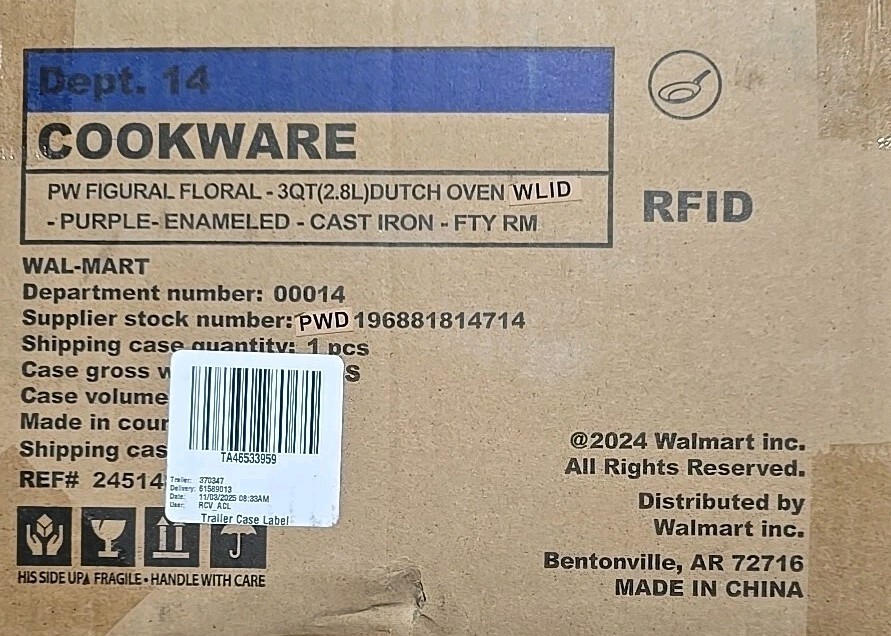 Dept. 14
COOKWARE
PW FIGURAL FLORAL - 3QT(2.8L)DUTCH OVEN WLID
- PURPLE- ENAMELED - CAST IRON - FTY RM
RFID
WAL-MART
Department number: 00014
Supplier stock number: PWD 196881814714
Shipping case quantity: 1 pcs
Case gross
Case volume
Made in
Shipping
REF# 24514
TA46533959
Trailer: 370347
Delivery: 61589013
Date: 11/03/2025 08:33AM
User: RCV_ACL
Trailer Case Label
HIS SIDE UP FRAGILE • HANDLE WITH CARE
@2024 Walmart inc.
All Rights Reserved.
Distributed by
Walmart inc.
Bentonville, AR 72716
MADE IN CHINA